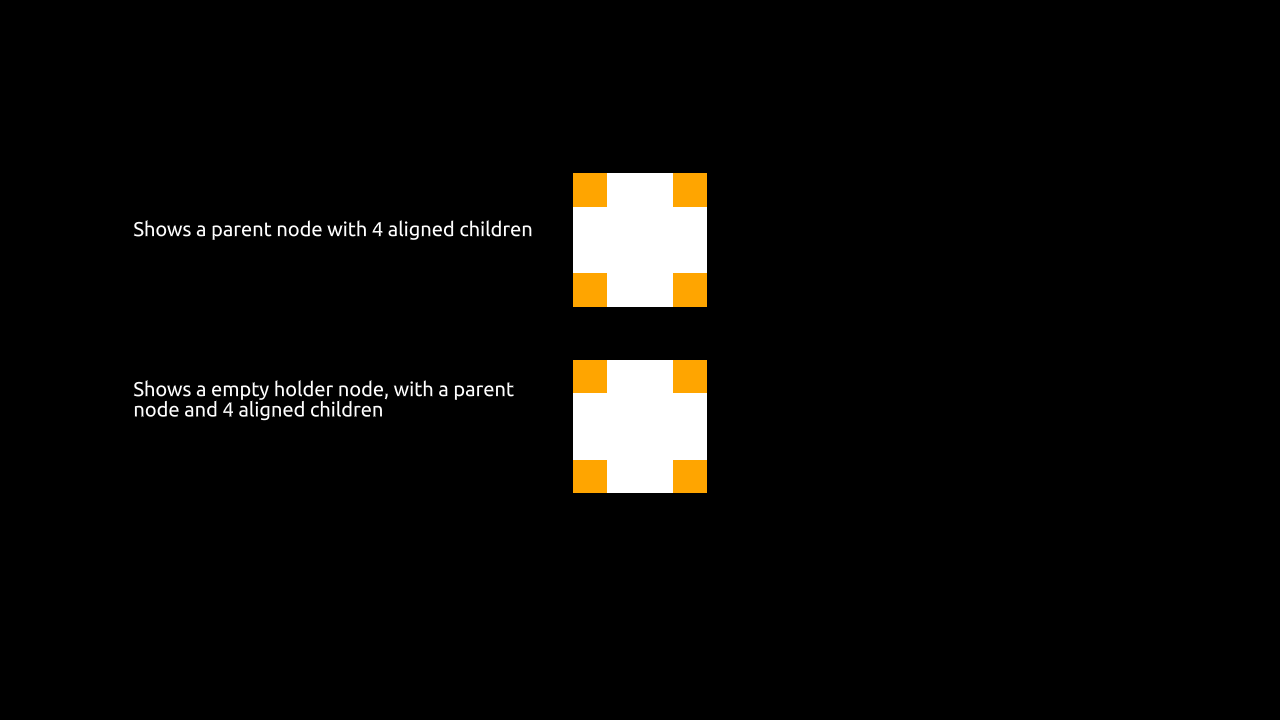 Shows a parent node with 4 aligned children
Shows a empty holder node, with a parent
node and 4 aligned children